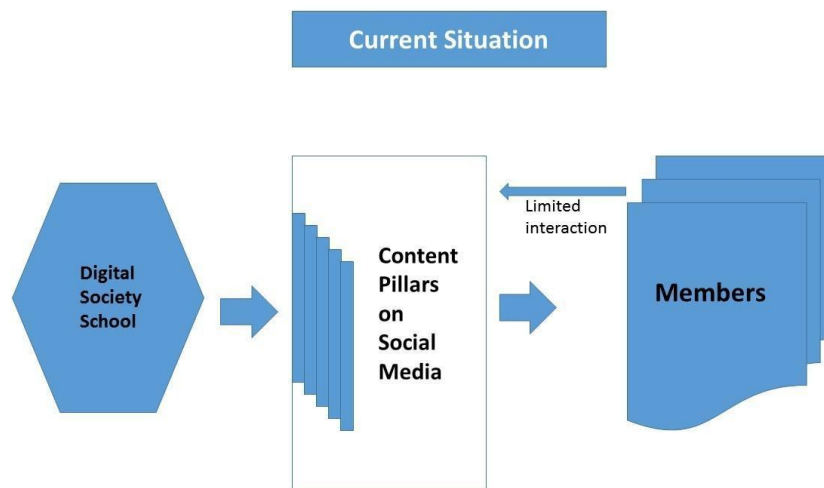 Current Situation
Digital
Society
School
Content
Pillars
on
Social
Media
Limited
interaction
Members